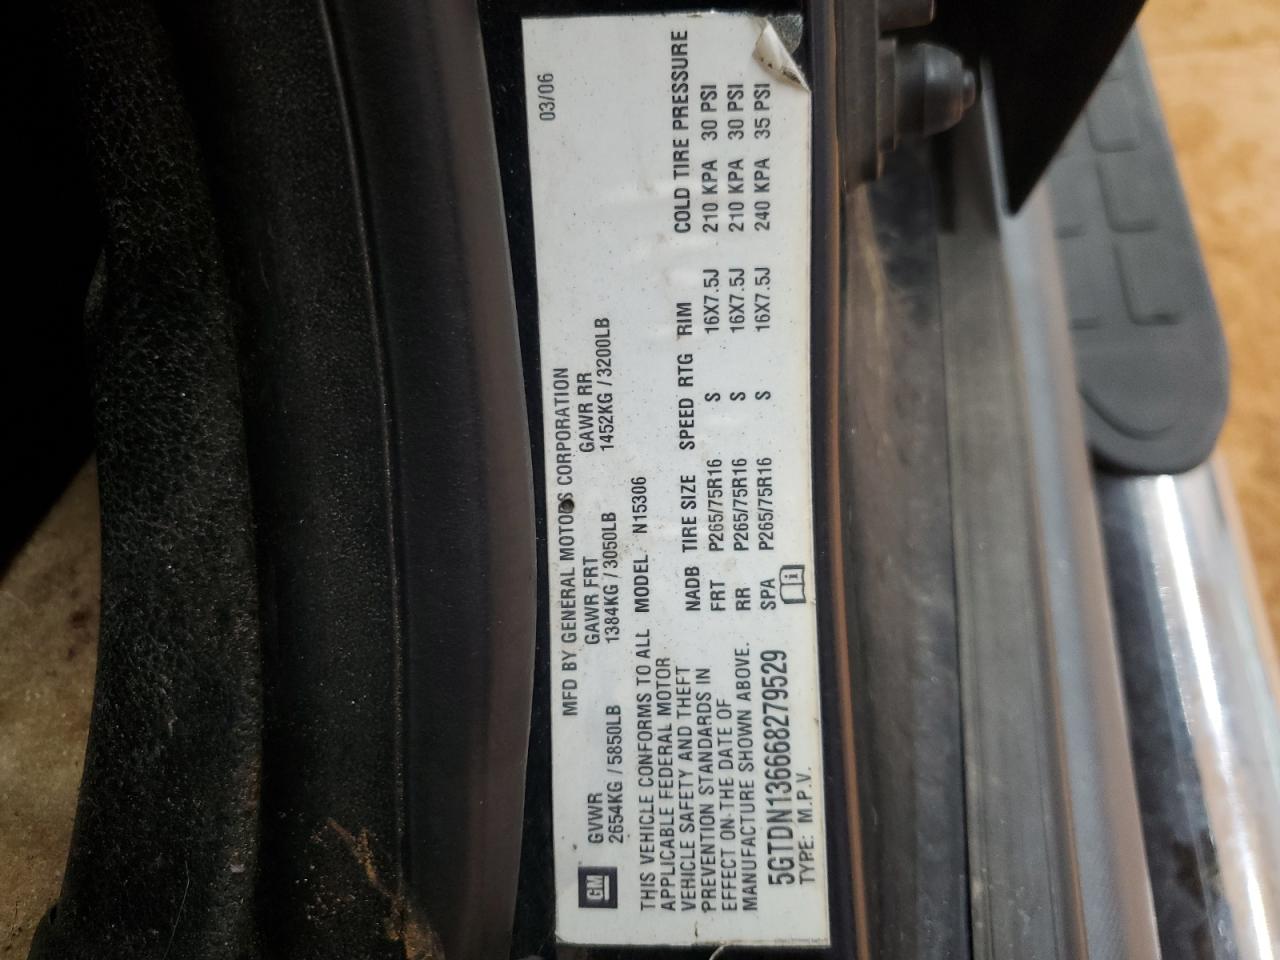 03/06
MFD BY GENERAL MOTORS CORPORATION
GM
GVWR GAWR FRT GAWR RR
2654KG / 5850LB 1384KG / 3050LB 1452KG / 3200LB
THIS VEHICLE CONFORMS TO ALL
APPLICABLE FEDERAL MOTOR
VEHICLE SAFETY AND THEFT
PREVENTION STANDARDS IN
EFFECT ON THE DATE OF
MANUFACTURE SHOWN ABOVE.
MODEL N15306
NADB TIRE SIZE SPEED RTG RIM COLD TIRE PRESSURE
FRT P265/75R16 S 16X7.5J 210 KPA 30 PSI
RR P265/75R16 S 16X7.5J 210 KPA 30 PSI
SPA P265/75R16 S 16X7.5J 240 KPA 35 PSI
5GTDN136668279529
TYPE: M.P.V.